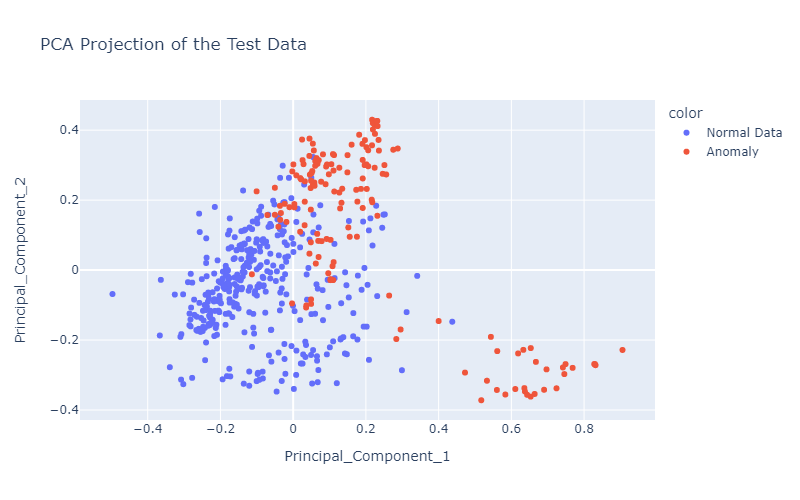 PCA Projection of the Test Data
color
Normal Data
Anomaly
0.4
0.2
0
−0.2
−0.4
Principal_Component_2
−0.4
−0.2
0
0.2
0.4
0.6
0.8
Principal_Component_1